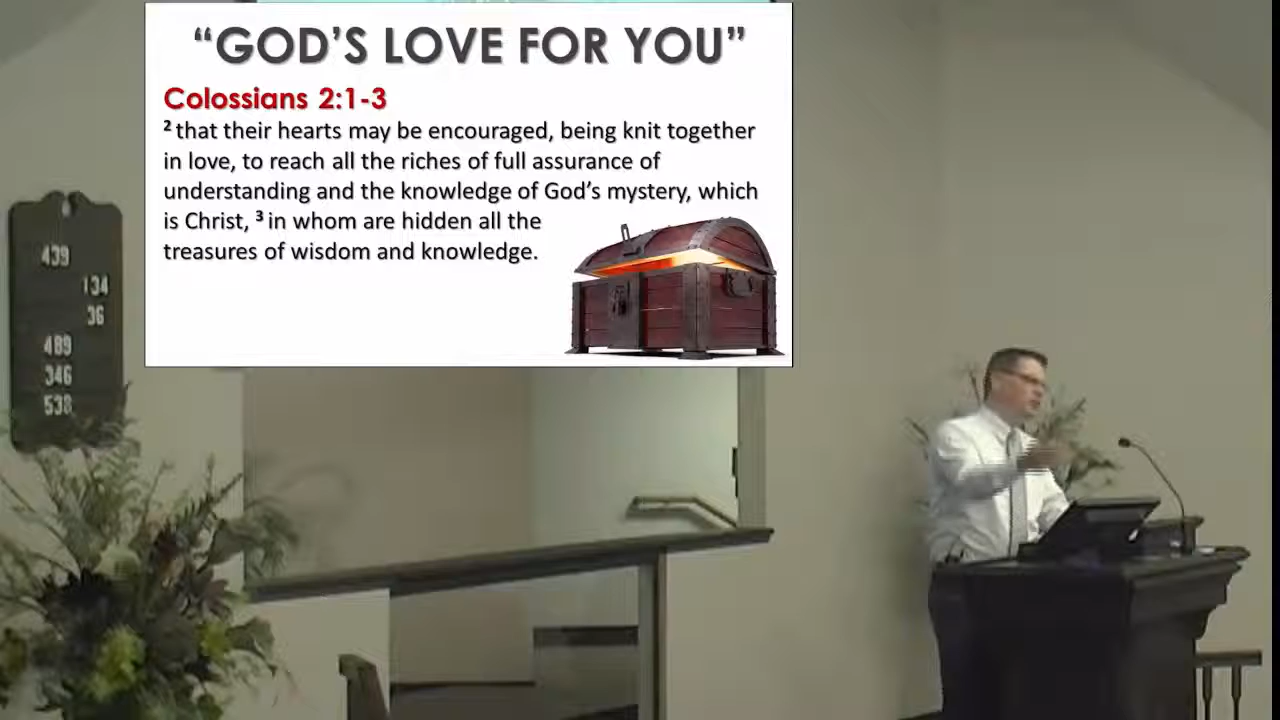 “GOD’S LOVE FOR YOU”
Colossians 2:1-3
2 that their hearts may be encouraged, being knit together
in love, to reach all the riches of full assurance of
understanding and the knowledge of God’s mystery, which
is Christ, 3 in whom are hidden all the
treasures of wisdom and knowledge.
439
134
36
489
346
538